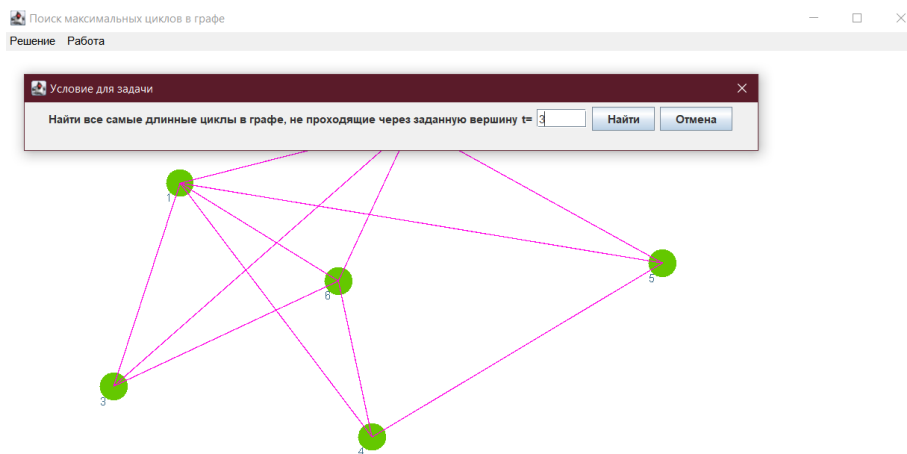 Поиск максимальных циклов в графе
Решение Работа
Условие для задачи
Найти все самые длинные циклы в графе, не проходящие через заданную вершину t= 3 Найти Отмена
1
5
6
3
4